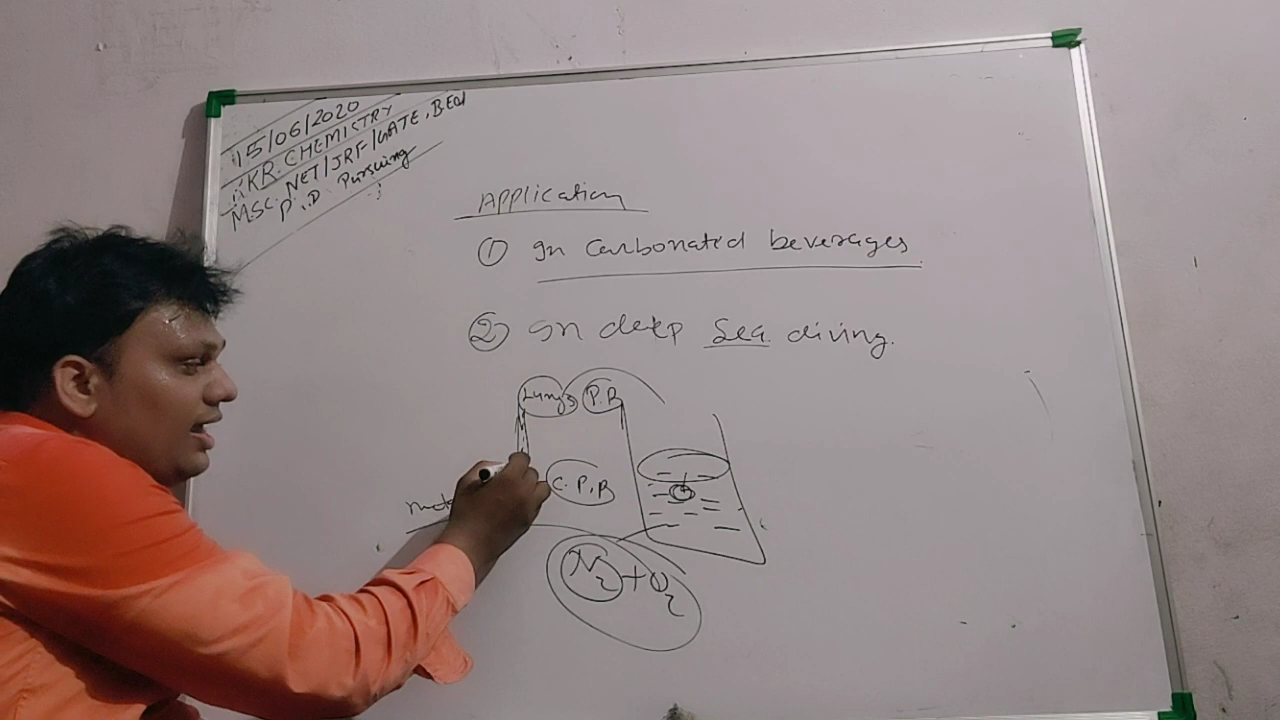 15/06/2020
KR. CHEMISTRY
MSC. NET/JRF/GATE, BEd
P.D Pursuing
Application
① In Carbonated beverages
② In deep Sea diving.
Lungs P.B
C.P.B
N2 + O2